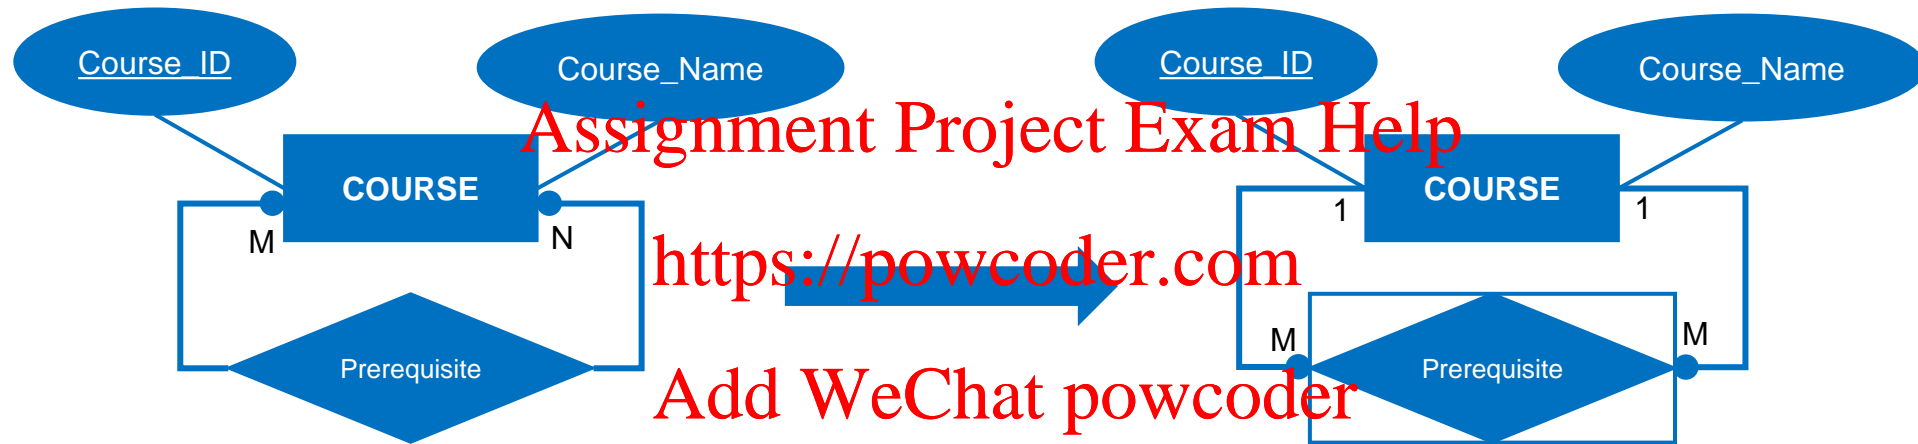 Course_ID
Course_Name
COURSE
M
N
Prerequisite
Course_ID
Course_Name
COURSE
1
1
M
M
Prerequisite
Assignment Project Exam Help
https://powcoder.com
Add WeChat powcoder